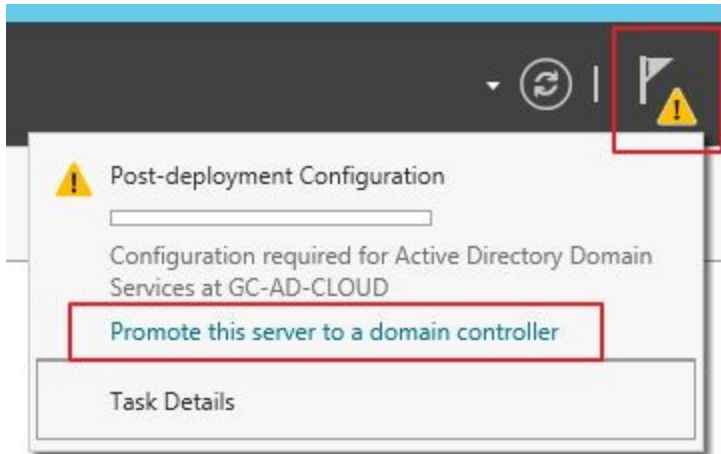 Post-deployment Configuration
Configuration required for Active Directory Domain
Services at GC-AD-CLOUD
Promote this server to a domain controller
Task Details